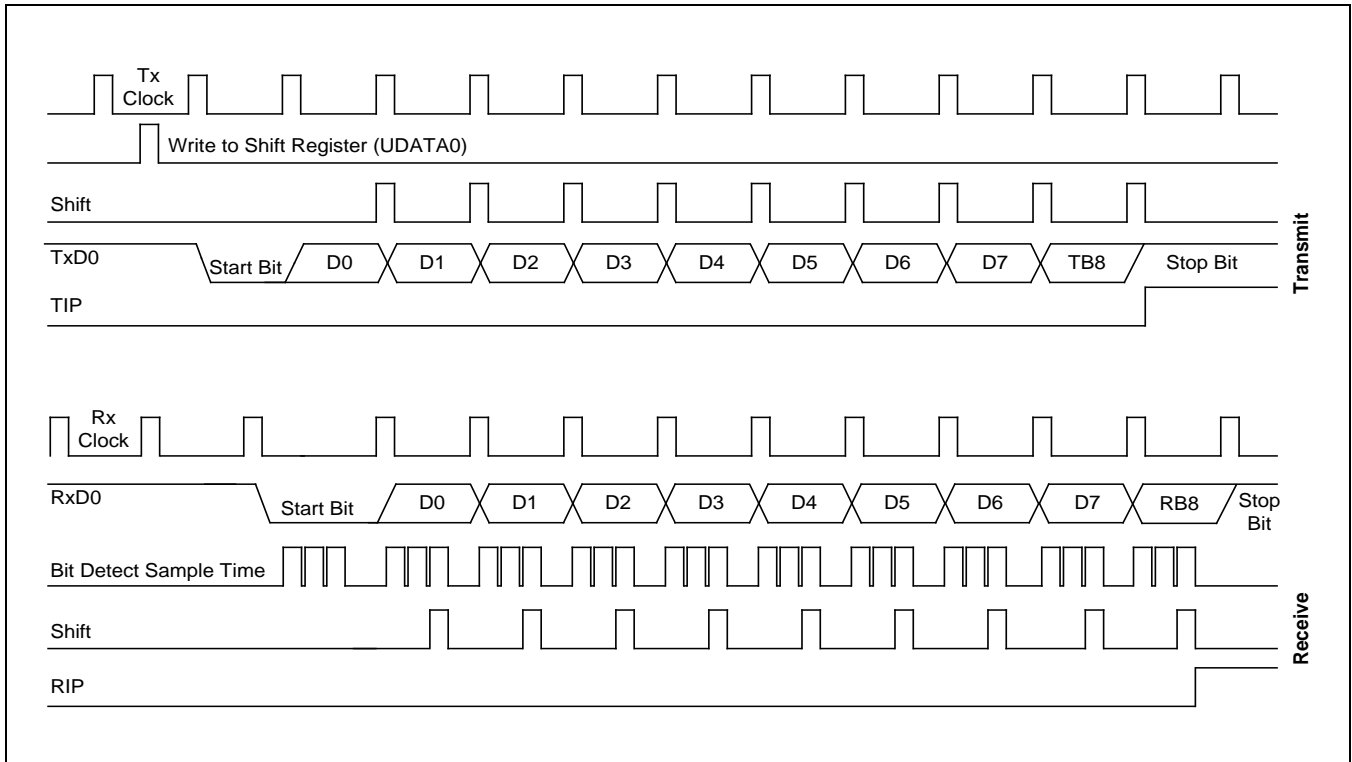 Tx
Clock
Write to Shift Register (UDATA0)
Shift
TxD0
Start Bit D0 D1 D2 D3 D4 D5 D6 D7 TB8 Stop Bit
TIP
Transmit
Rx
Clock
RxD0
Start Bit D0 D1 D2 D3 D4 D5 D6 D7 RB8 Stop
Bit
Bit Detect Sample Time
Shift
RIP
Receive